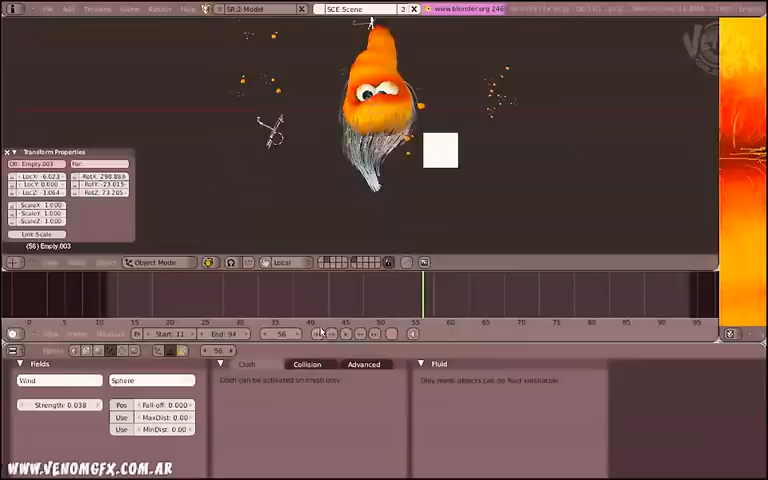 SR:2-Model X SCE:Scene 2 X www.blender.org 246
VENOM
Transform Properties
OB: Empty.003 Par:
LocX: -6.023 RotX: 298.883
LocY: 0.000 RotY: -23.015
LocZ: -1.064 RotZ: 73.205
ScaleX: 1.000
ScaleY: 1.000
ScaleZ: 1.000
Link Scale
(56) Empty.003
Object Mode Local
0 5 10 15 20 25 30 35 40 45 50 55 60 65 70 75 80 85 90 95
Pr Start: 11 End: 94 56
56
Fields
Wind Sphere
Strength: 0.038
Pos Fall-off: 0.000
Use MaxDist: 0.00
Use MinDist: 0.00
Cloth Collision Advanced
Cloth can be activated on mesh only.
Fluid
Only mesh objects can do fluid simulation.
WWW.VENOMGFX.COM.AR